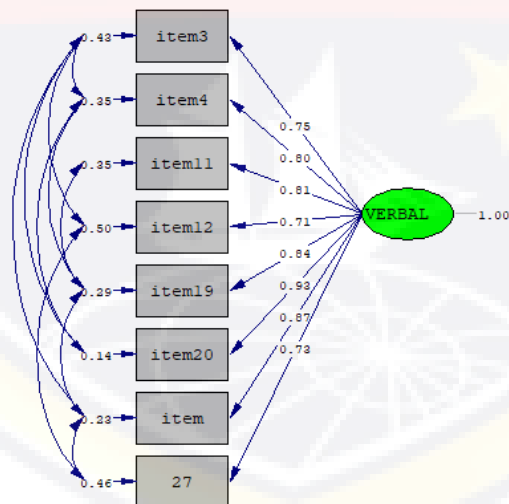 0.43 item3
0.35 item4
0.35 item11
0.50 item12
0.29 item19
0.14 item20
0.23 item
0.46 27
0.75
0.80
0.81
0.71
0.84
0.93
0.87
0.73
VERBAL 1.00